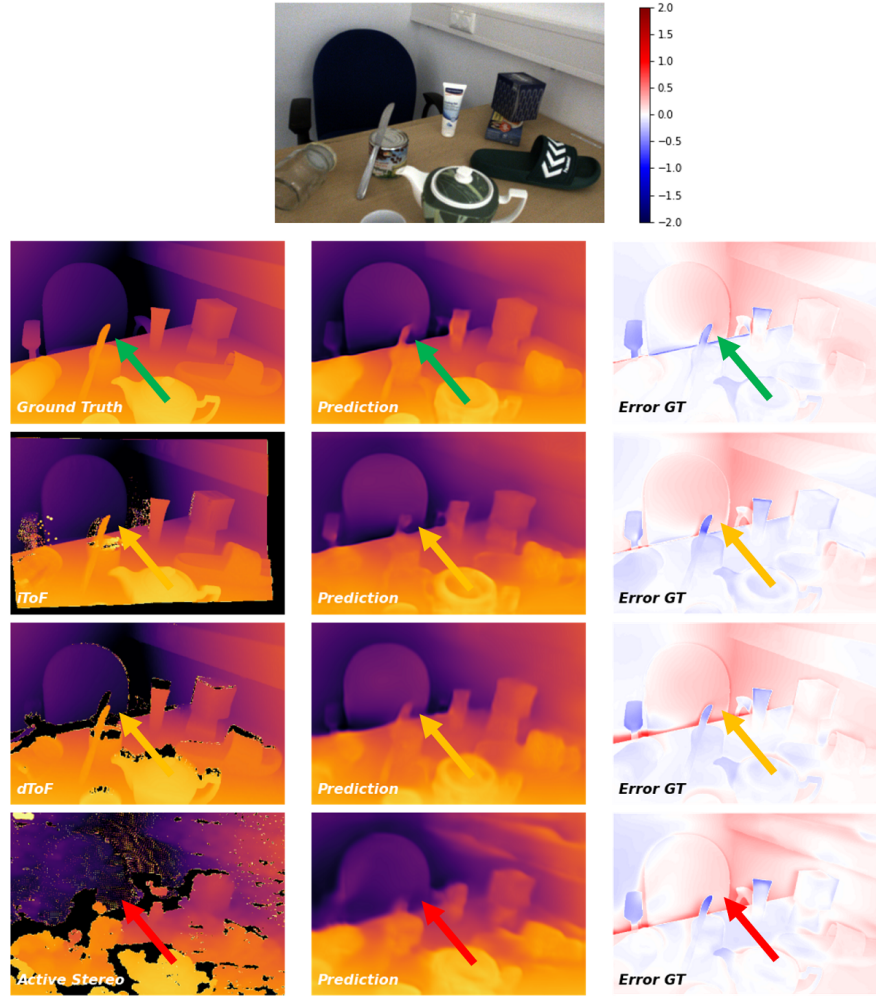 2.0
1.5
1.0
0.5
0.0
−0.5
−1.0
−1.5
−2.0
Ground Truth
Prediction
Error GT
iToF
Prediction
Error GT
dToF
Prediction
Error GT
Active Stereo
Prediction
Error GT